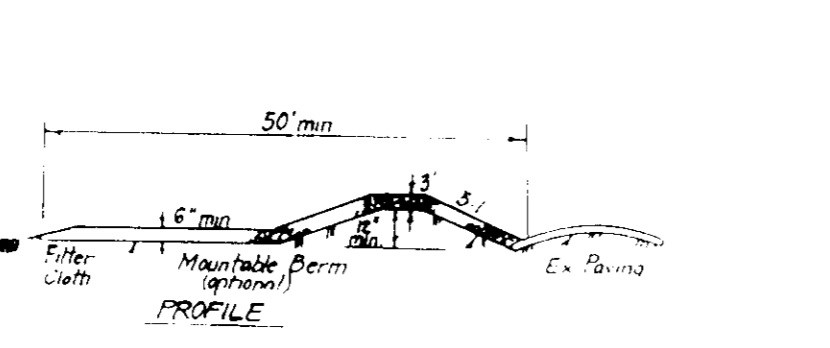 50' min
3'
5:1
6" min
12"
min.
Filter
Cloth
Mountable Berm
(optional)
Ex. Paving
PROFILE